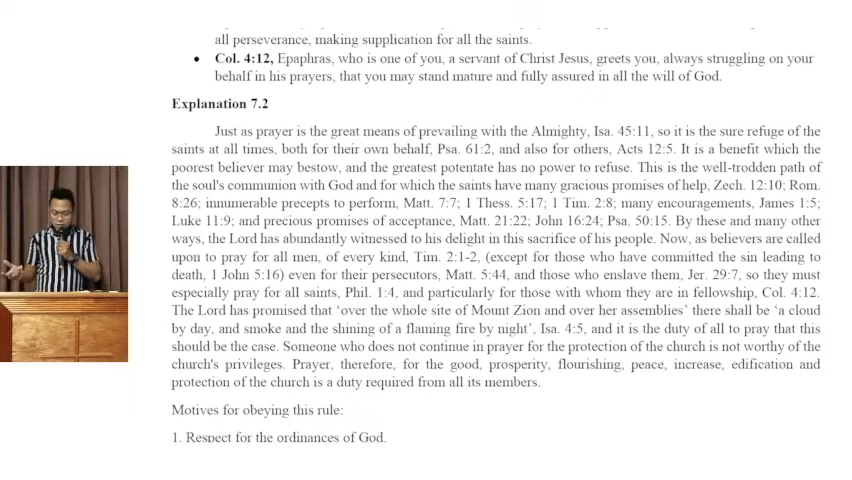 all perseverance, making supplication for all the saints.
• Col. 4:12, Epaphras, who is one of you, a servant of Christ Jesus, greets you, always struggling on your
behalf in his prayers, that you may stand mature and fully assured in all the will of God.
Explanation 7.2
Just as prayer is the great means of prevailing with the Almighty, Isa. 45:11, so it is the sure refuge of the
saints at all times, both for their own behalf, Psa. 61:2, and also for others, Acts 12:5. It is a benefit which the
poorest believer may bestow, and the greatest potentate has no power to refuse. This is the well-trodden path of
the soul's communion with God and for which the saints have many gracious promises of help, Zech. 12:10; Rom.
8:26; innumerable precepts to perform, Matt. 7:7; 1 Thess. 5:17; 1 Tim. 2:8; many encouragements, James 1:5;
Luke 11:9; and precious promises of acceptance, Matt. 21:22; John 16:24; Psa. 50:15. By these and many other
ways, the Lord has abundantly witnessed to his delight in this sacrifice of his people. Now, as believers are called
upon to pray for all men, of every kind, Tim. 2:1-2, (except for those who have committed the sin leading to
death, 1 John 5:16) even for their persecutors, Matt. 5:44, and those who enslave them, Jer. 29:7, so they must
especially pray for all saints, Phil. 1:4, and particularly for those with whom they are in fellowship, Col. 4:12.
The Lord has promised that 'over the whole site of Mount Zion and over her assemblies' there shall be 'a cloud
by day, and smoke and the shining of a flaming fire by night', Isa. 4:5, and it is the duty of all to pray that this
should be the case. Someone who does not continue in prayer for the protection of the church is not worthy of the
church's privileges. Prayer, therefore, for the good, prosperity, flourishing, peace, increase, edification and
protection of the church is a duty required from all its members.
Motives for obeying this rule:
1. Respect for the ordinances of God.